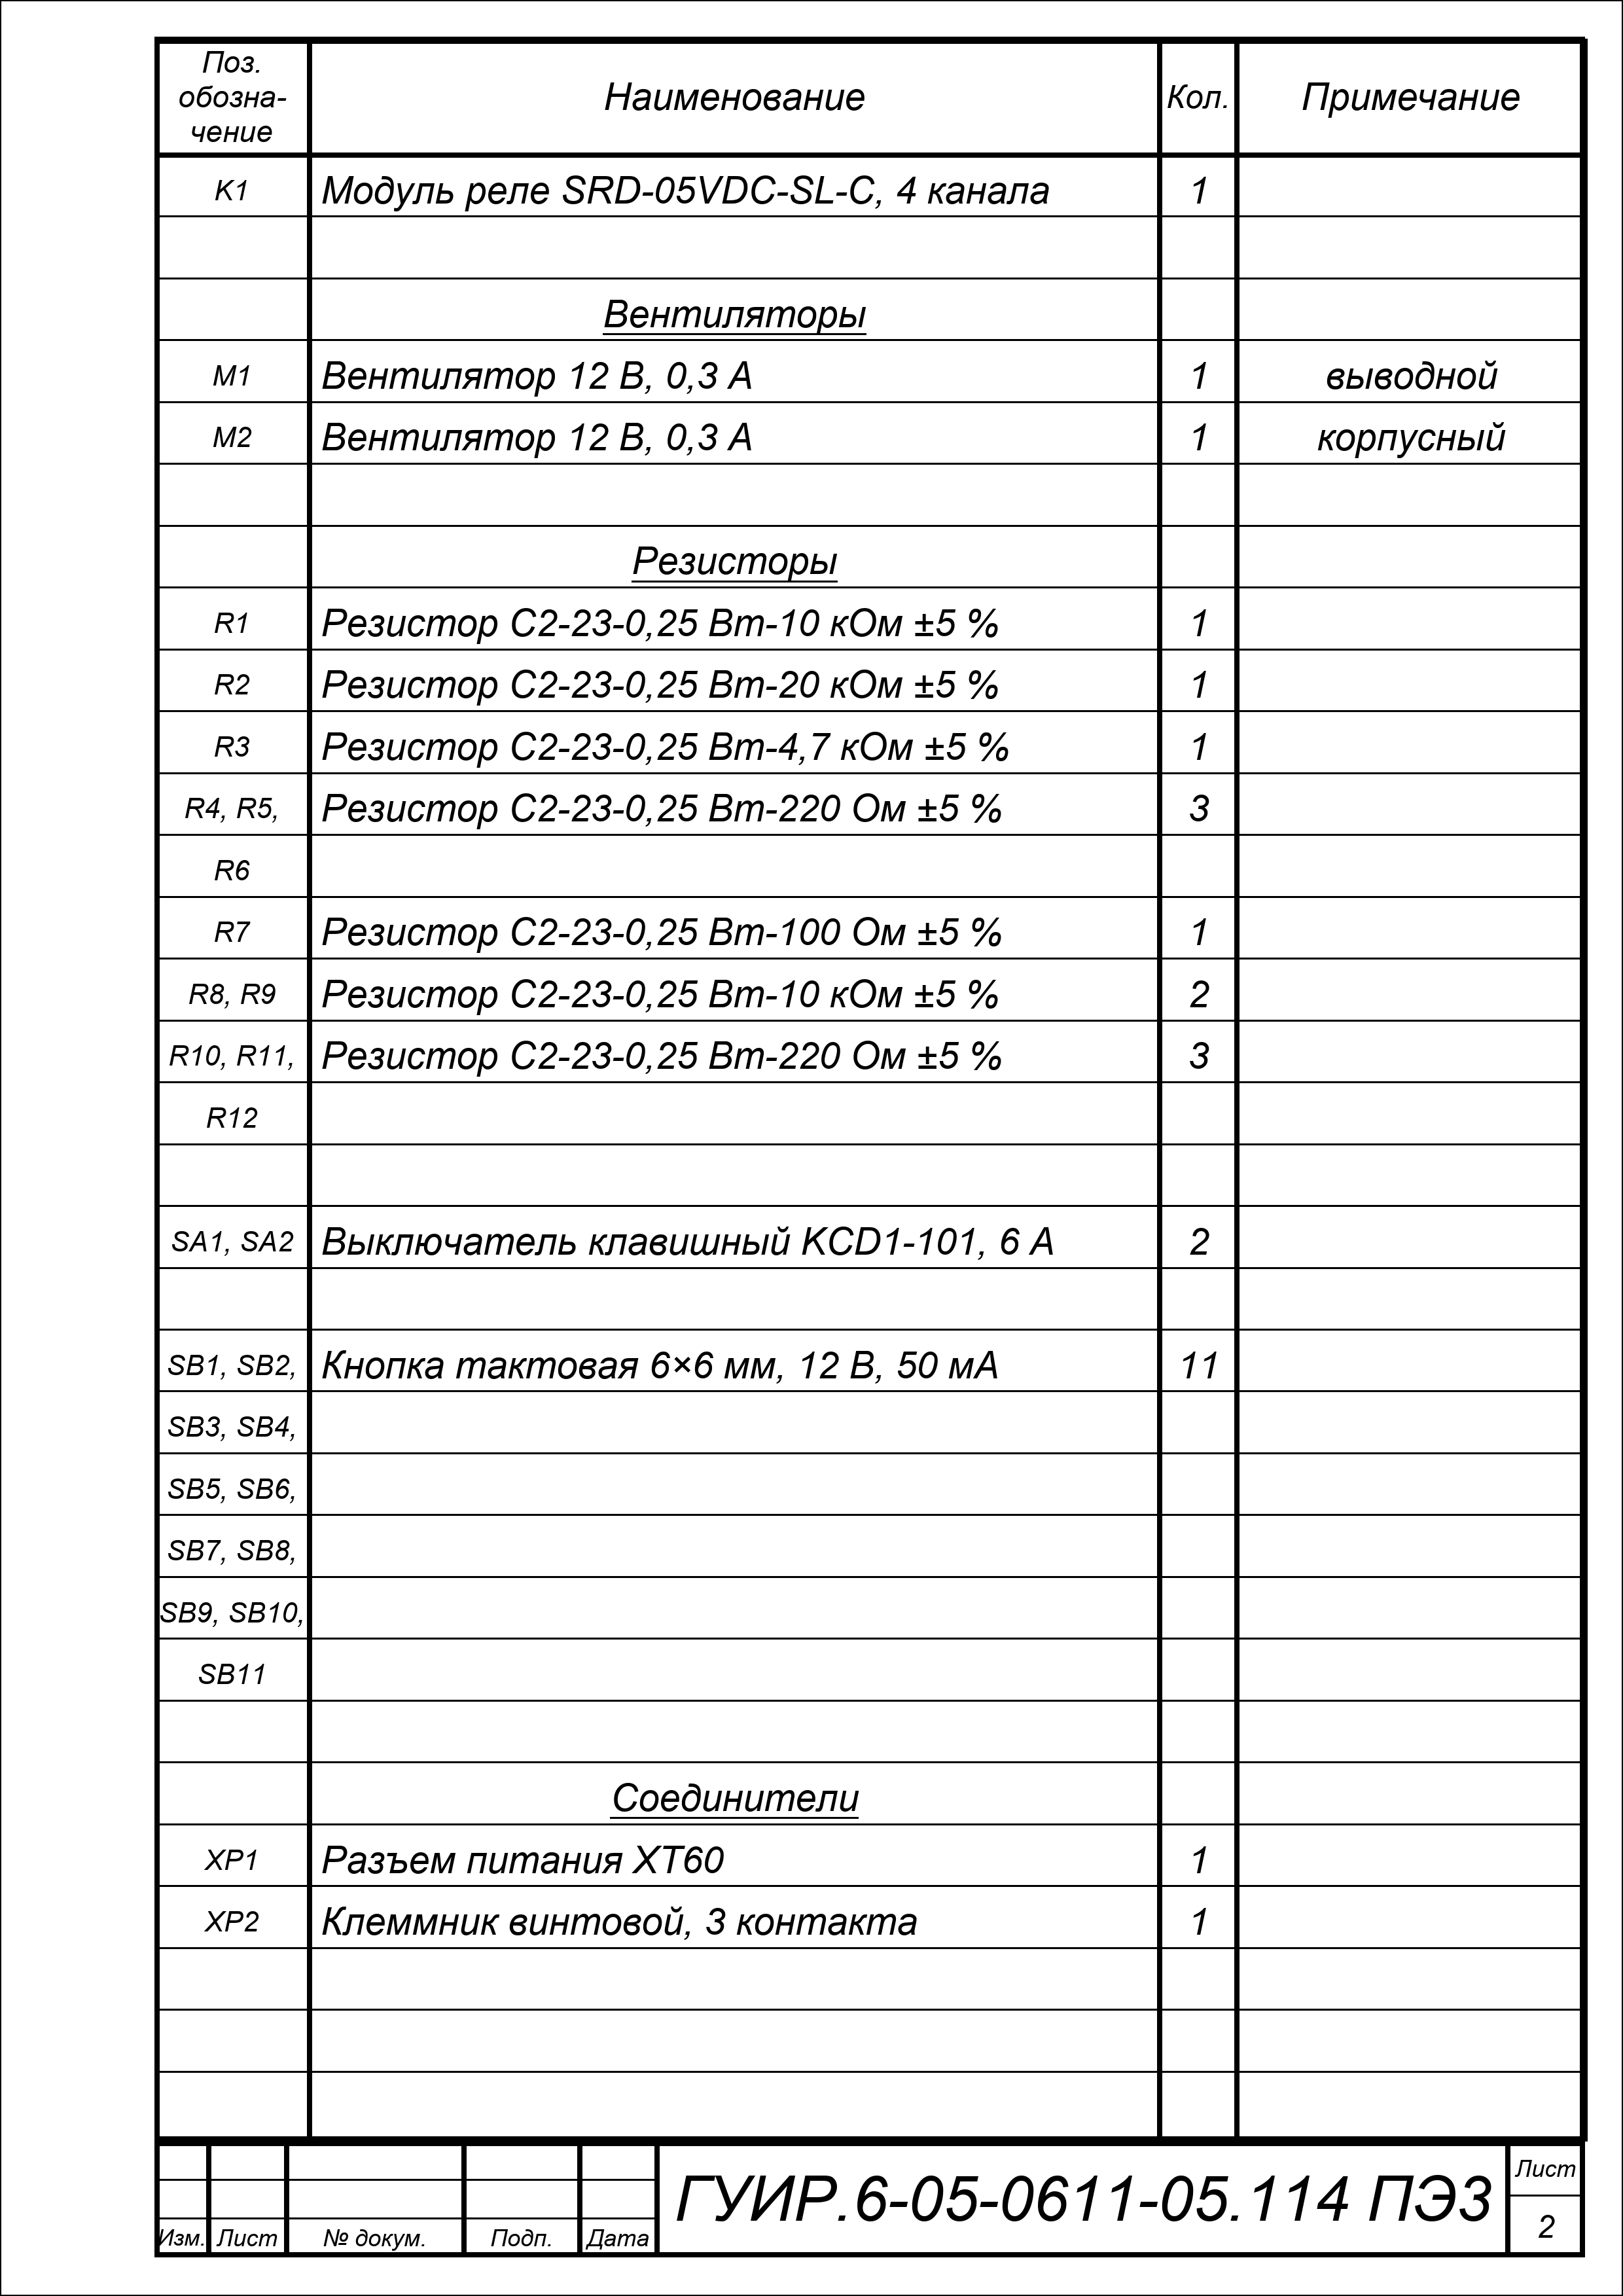 Поз. обозна- чение Наименование Кол. Примечание
K1 Модуль реле SRD-05VDC-SL-C, 4 канала 1
Вентиляторы
M1 Вентилятор 12 В, 0,3 А 1 выводной
M2 Вентилятор 12 В, 0,3 А 1 корпусный
Резисторы
R1 Резистор С2-23-0,25 Вт-10 кОм ±5 % 1
R2 Резистор С2-23-0,25 Вт-20 кОм ±5 % 1
R3 Резистор С2-23-0,25 Вт-4,7 кОм ±5 % 1
R4, R5, Резистор С2-23-0,25 Вт-220 Ом ±5 % 3
R6
R7 Резистор С2-23-0,25 Вт-100 Ом ±5 % 1
R8, R9 Резистор С2-23-0,25 Вт-10 кОм ±5 % 2
R10, R11, Резистор С2-23-0,25 Вт-220 Ом ±5 % 3
R12
SA1, SA2 Выключатель клавишный KCD1-101, 6 А 2
SB1, SB2, Кнопка тактовая 6×6 мм, 12 В, 50 мА 11
SB3, SB4,
SB5, SB6,
SB7, SB8,
SB9, SB10,
SB11
Соединители
XP1 Разъем питания XT60 1
XP2 Клеммник винтовой, 3 контакта 1
ГУИР.6-05-0611-05.114 ПЭ3
Лист
2
Изм. Лист № докум. Подп. Дата